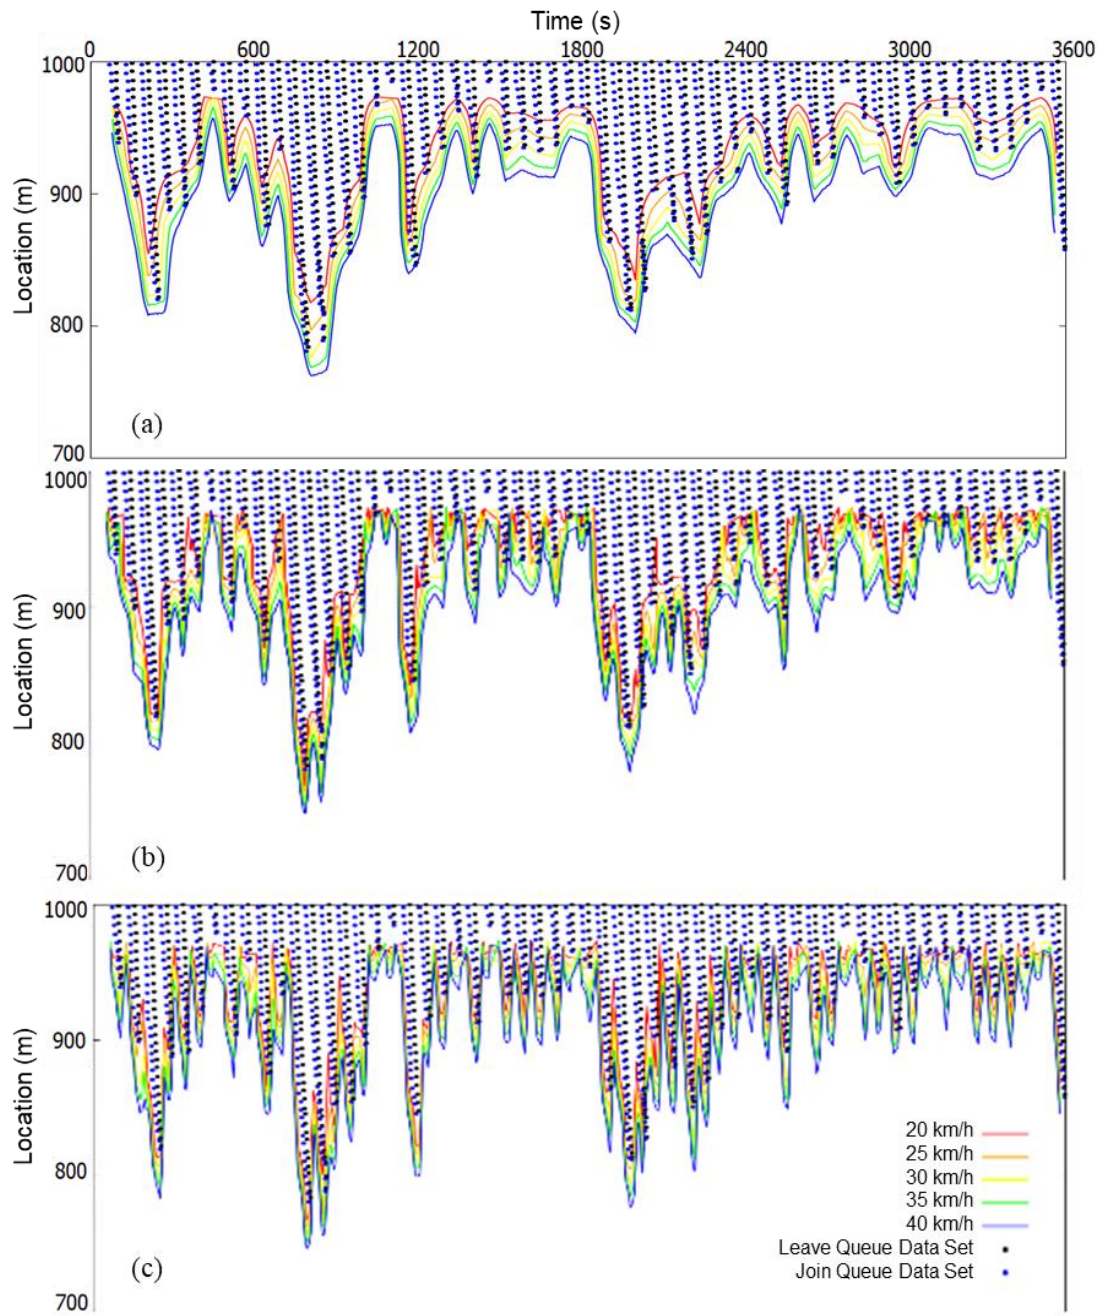 Time (s)
0 600 1200 1800 2400 3000 3600
1000
900
800
700
Location (m)
(a)
1000
900
800
700
Location (m)
(b)
1000
900
800
700
Location (m)
20 km/h
25 km/h
30 km/h
35 km/h
40 km/h
Leave Queue Data Set
Join Queue Data Set
(c)